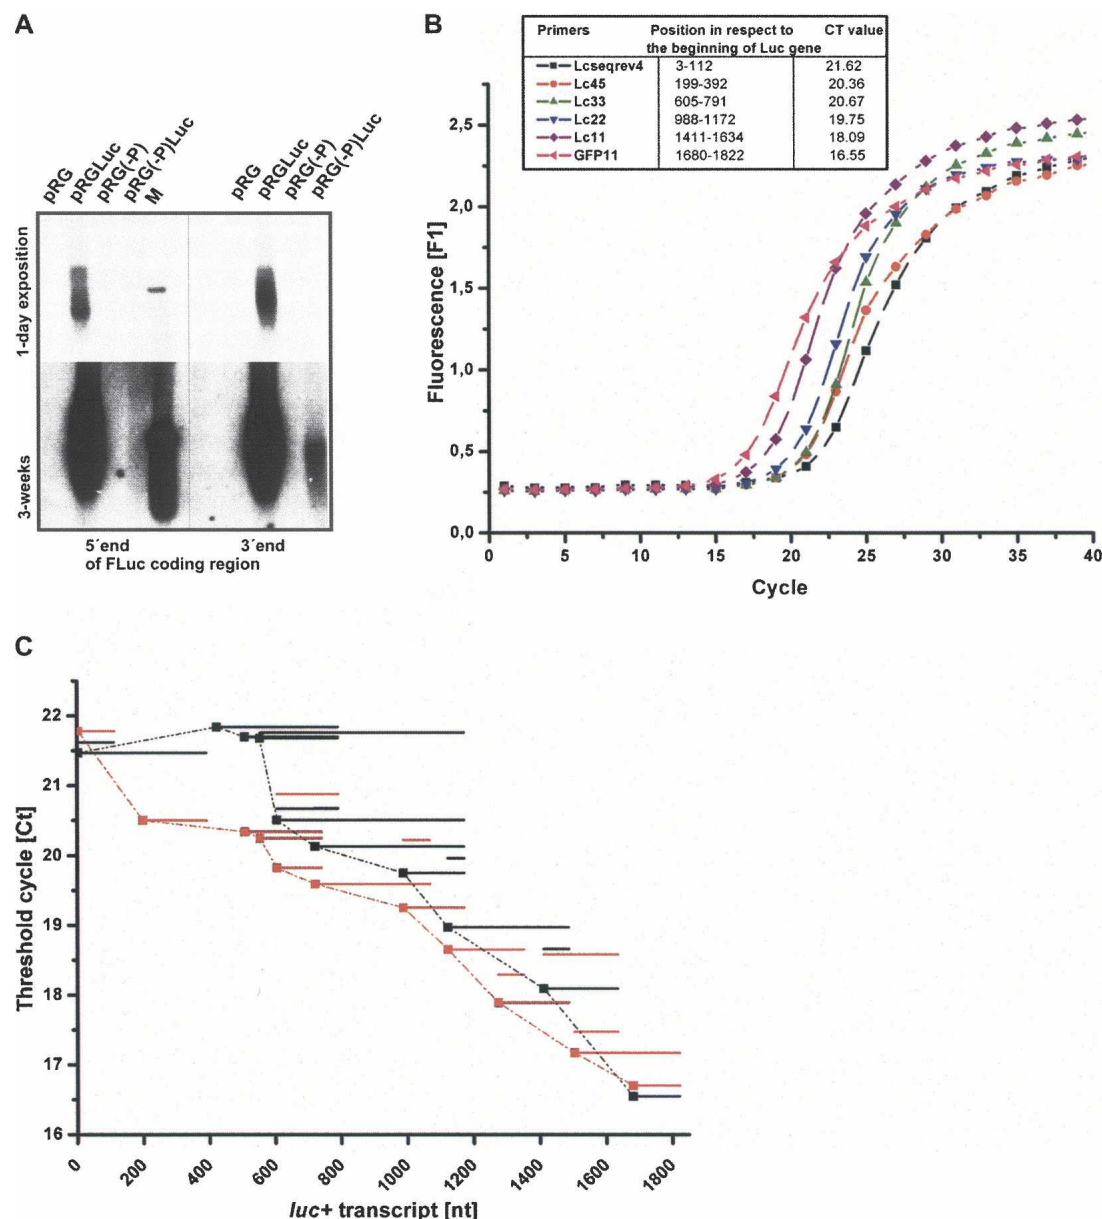 A
pRG
pRGLuc
pRG(-P)
pRG(-P)Luc
M
pRG
pRGLuc
pRG(-P)
pRG(-P)Luc
1-day exposition
3-weeks
5´end 3´end
of FLuc coding region
B
Primers Position in respect to CT value
the beginning of Luc gene
Lcseqrev4 3-112 21.62
Lc45 199-392 20.36
Lc33 605-791 20.67
Lc22 988-1172 19.75
Lc11 1411-1634 18.09
GFP11 1680-1822 16.55
Fluorescence [F1]
2,5
2,0
1,5
1,0
0,5
0,0
0 5 10 15 20 25 30 35 40
Cycle
C
Threshold cycle [Ct]
22
21
20
19
18
17
16
0 200 400 600 800 1000 1200 1400 1600 1800
luc+ transcript [nt]